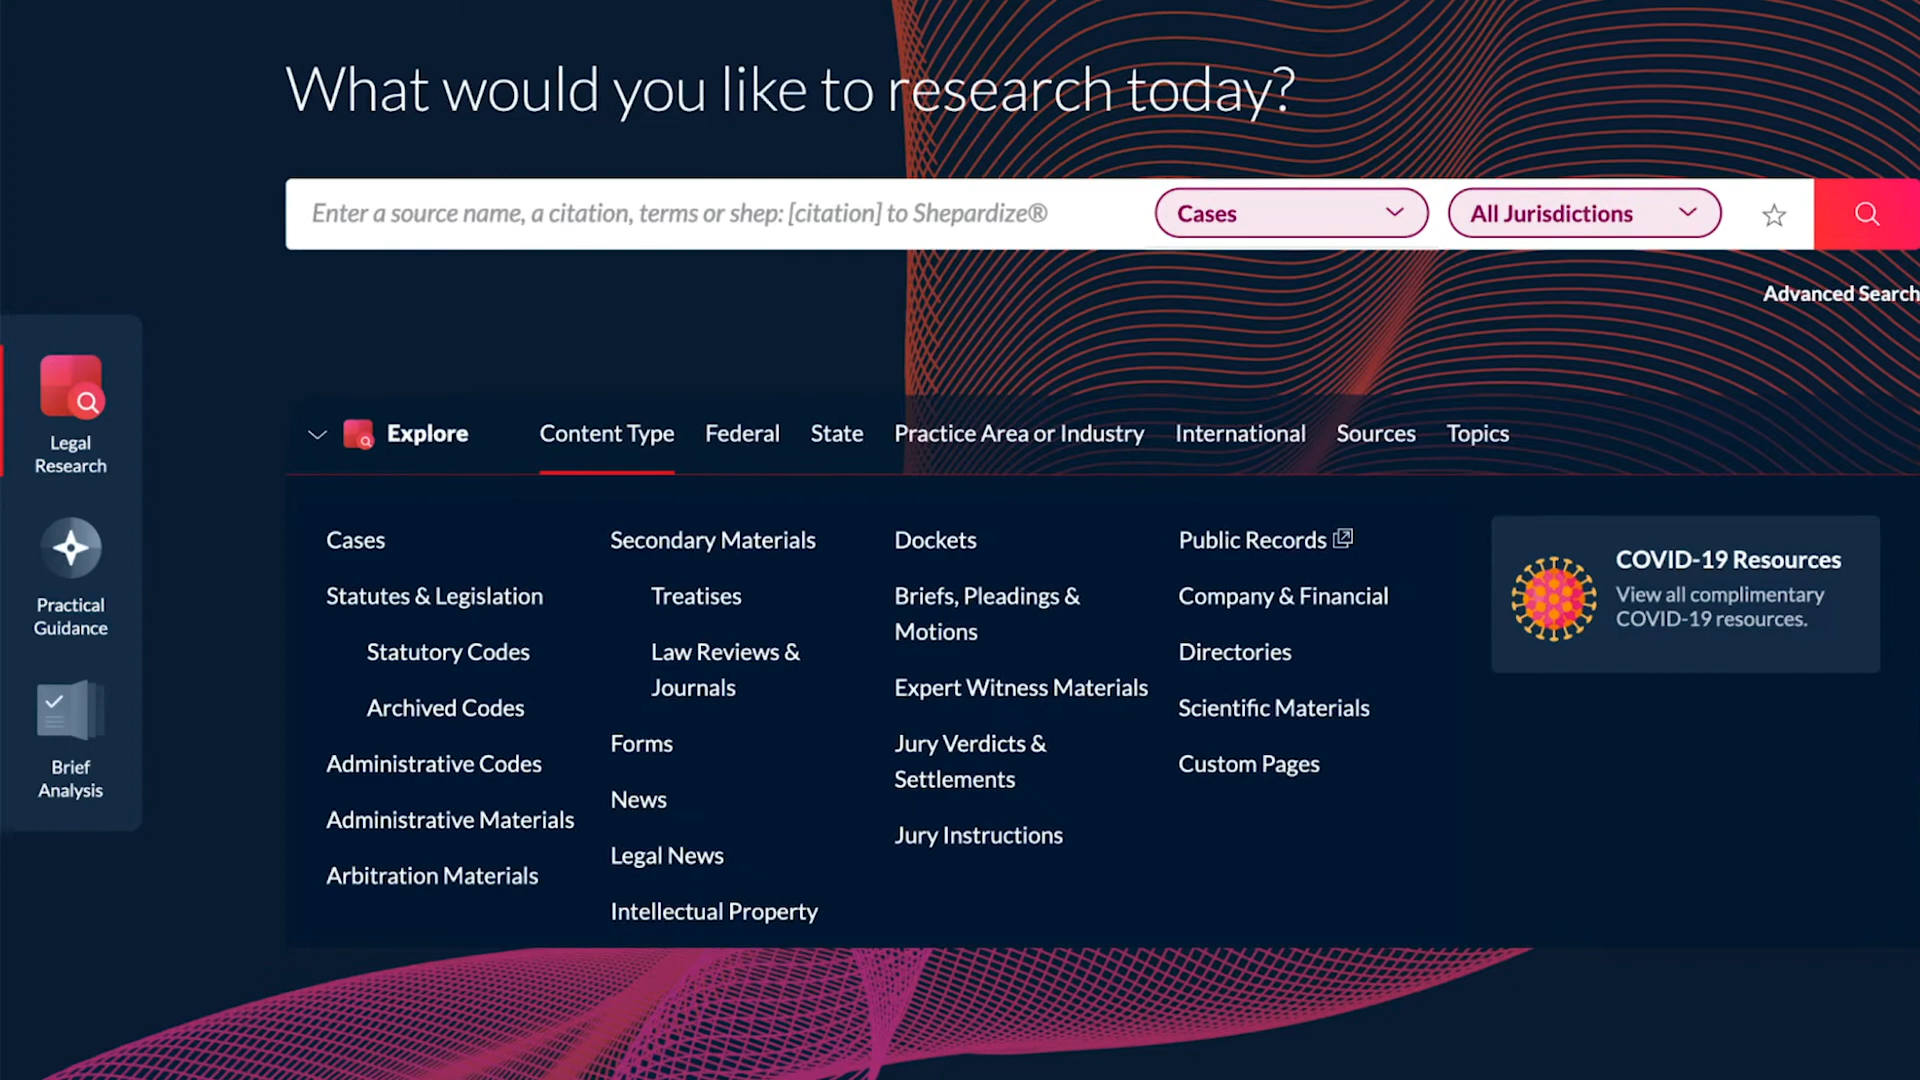 What would you like to research today?
Enter a source name, a citation, terms or shep: [citation] to Shepardize®
Cases
All Jurisdictions
Advanced Search
Legal
Research
Practical
Guidance
Brief
Analysis
Explore
Content Type
Federal
State
Practice Area or Industry
International
Sources
Topics
Cases
Statutes & Legislation
Statutory Codes
Archived Codes
Administrative Codes
Administrative Materials
Arbitration Materials
Secondary Materials
Treatises
Law Reviews &
Journals
Forms
News
Legal News
Intellectual Property
Dockets
Briefs, Pleadings &
Motions
Expert Witness Materials
Jury Verdicts &
Settlements
Jury Instructions
Public Records
Company & Financial
Directories
Scientific Materials
Custom Pages
COVID-19 Resources
View all complimentary
COVID-19 resources.